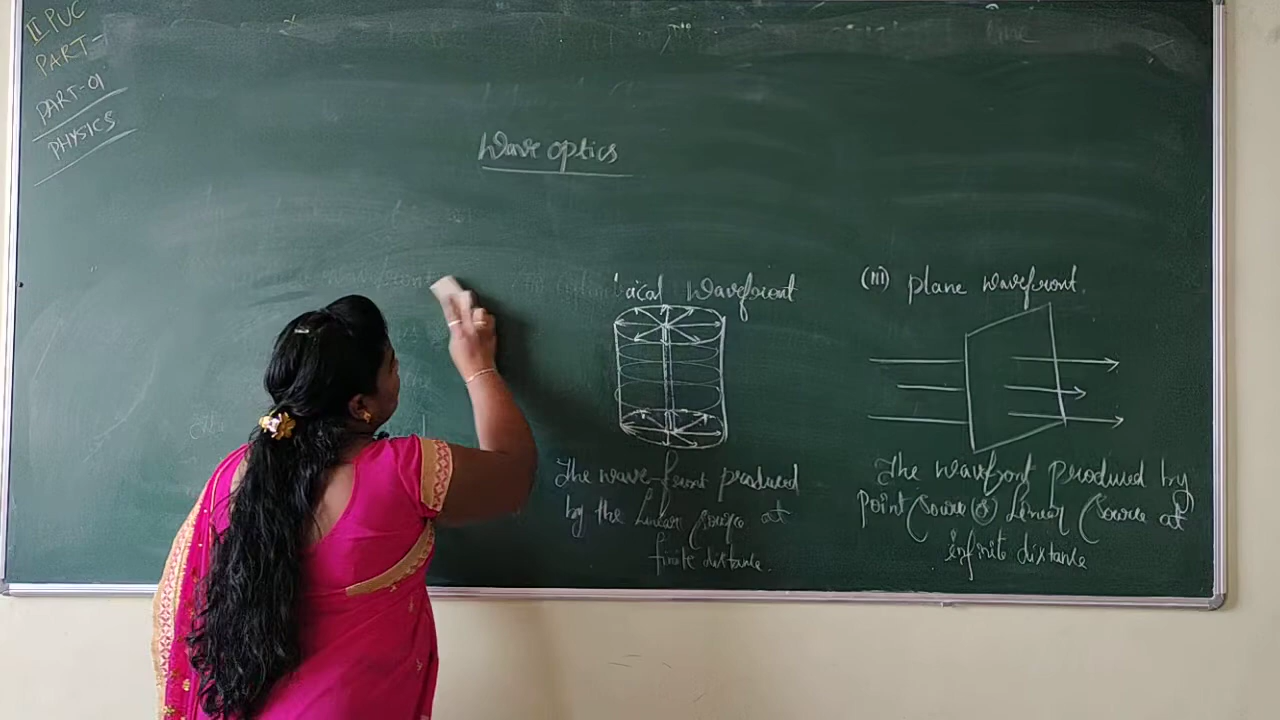 II PUC
PART-
PART-01
PHYSICS
Wave optics
wavefront
ical Wavefront
(iii) plane wavefront.
The wave-front produced
by the Linear source at
finite distance.
The wavefront produced by
point source (or) Linear source at
infinite distance